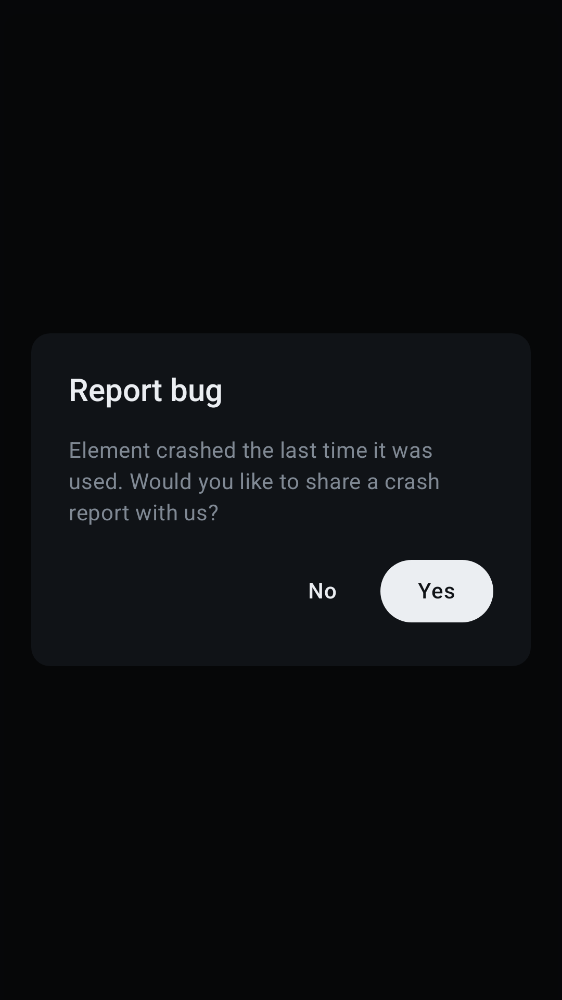 Report bug
Element crashed the last time it was
used. Would you like to share a crash
report with us?
No
Yes